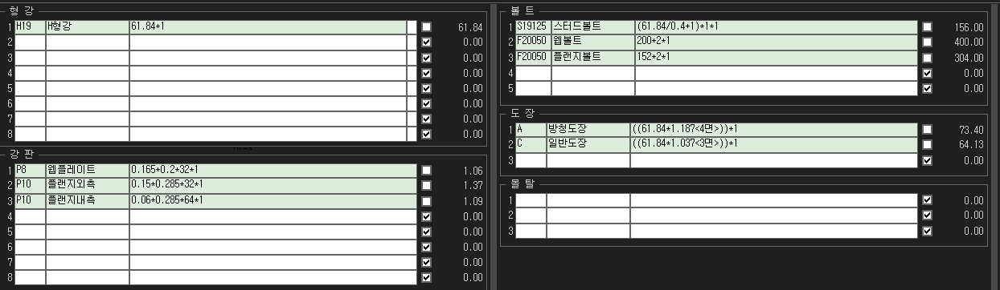 형 강
1 H19 H형강 61.84*1 61.84
2 0.00
3 0.00
4 0.00
5 0.00
6 0.00
7 0.00
8 0.00
강 판
1 P8 웹플레이트 0.165*0.2*32*1 1.06
2 P10 플랜지외측 0.15*0.285*32*1 1.37
3 P10 플랜지내측 0.06*0.285*64*1 1.09
4 0.00
5 0.00
6 0.00
7 0.00
8 0.00
볼 트
1 S19125 스터드볼트 (61.84/0.4+1)*1*1 156.00
2 F20050 웹볼트 200*2*1 400.00
3 F20050 플랜지볼트 152*2*1 304.00
4 0.00
5 0.00
도 장
1 A 방청도장 ((61.84*1.187<4면>))*1 73.40
2 C 일반도장 ((61.84*1.037<3면>))*1 64.13
3 0.00
몰 탈
1 0.00
2 0.00
3 0.00